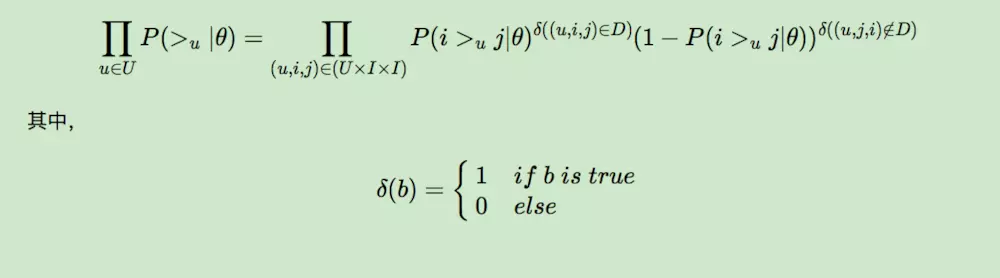 ∏_{u∈U} P(>_u |θ) = ∏_{(u,i,j)∈(U×I×I)} P(i >_u j|θ)^{δ((u,i,j)∈D)}(1 − P(i >_u j|θ))^{δ((u,j,i)∉D)}
其中,
δ(b) = { 1 if b is true
0 else